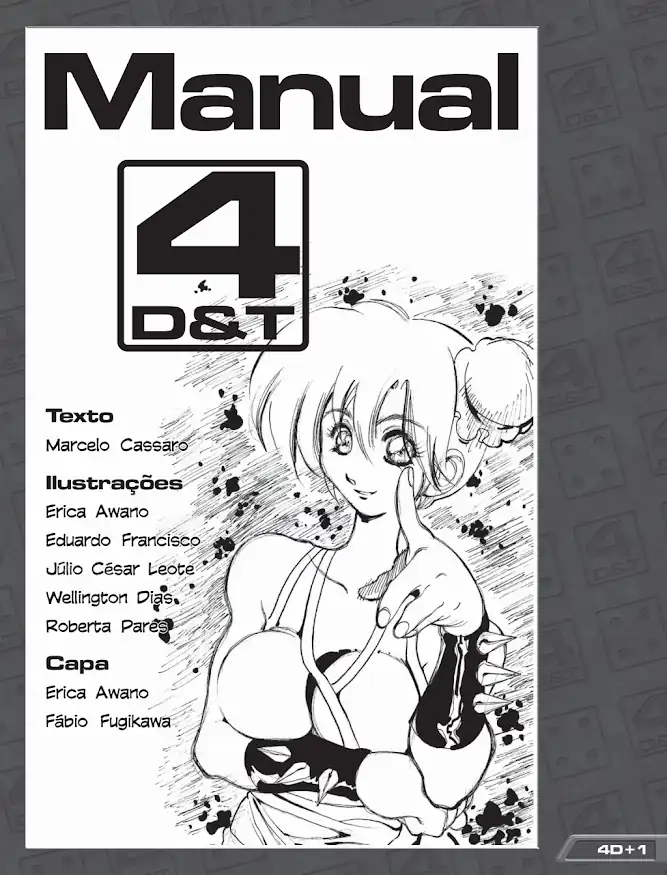 Manual
4
D&T
Texto
Marcelo Cassaro
Ilustrações
Erica Awano
Eduardo Francisco
Júlio César Leote
Wellington Dias
Roberta Pares
Capa
Erica Awano
Fábio Fugikawa
4D+1